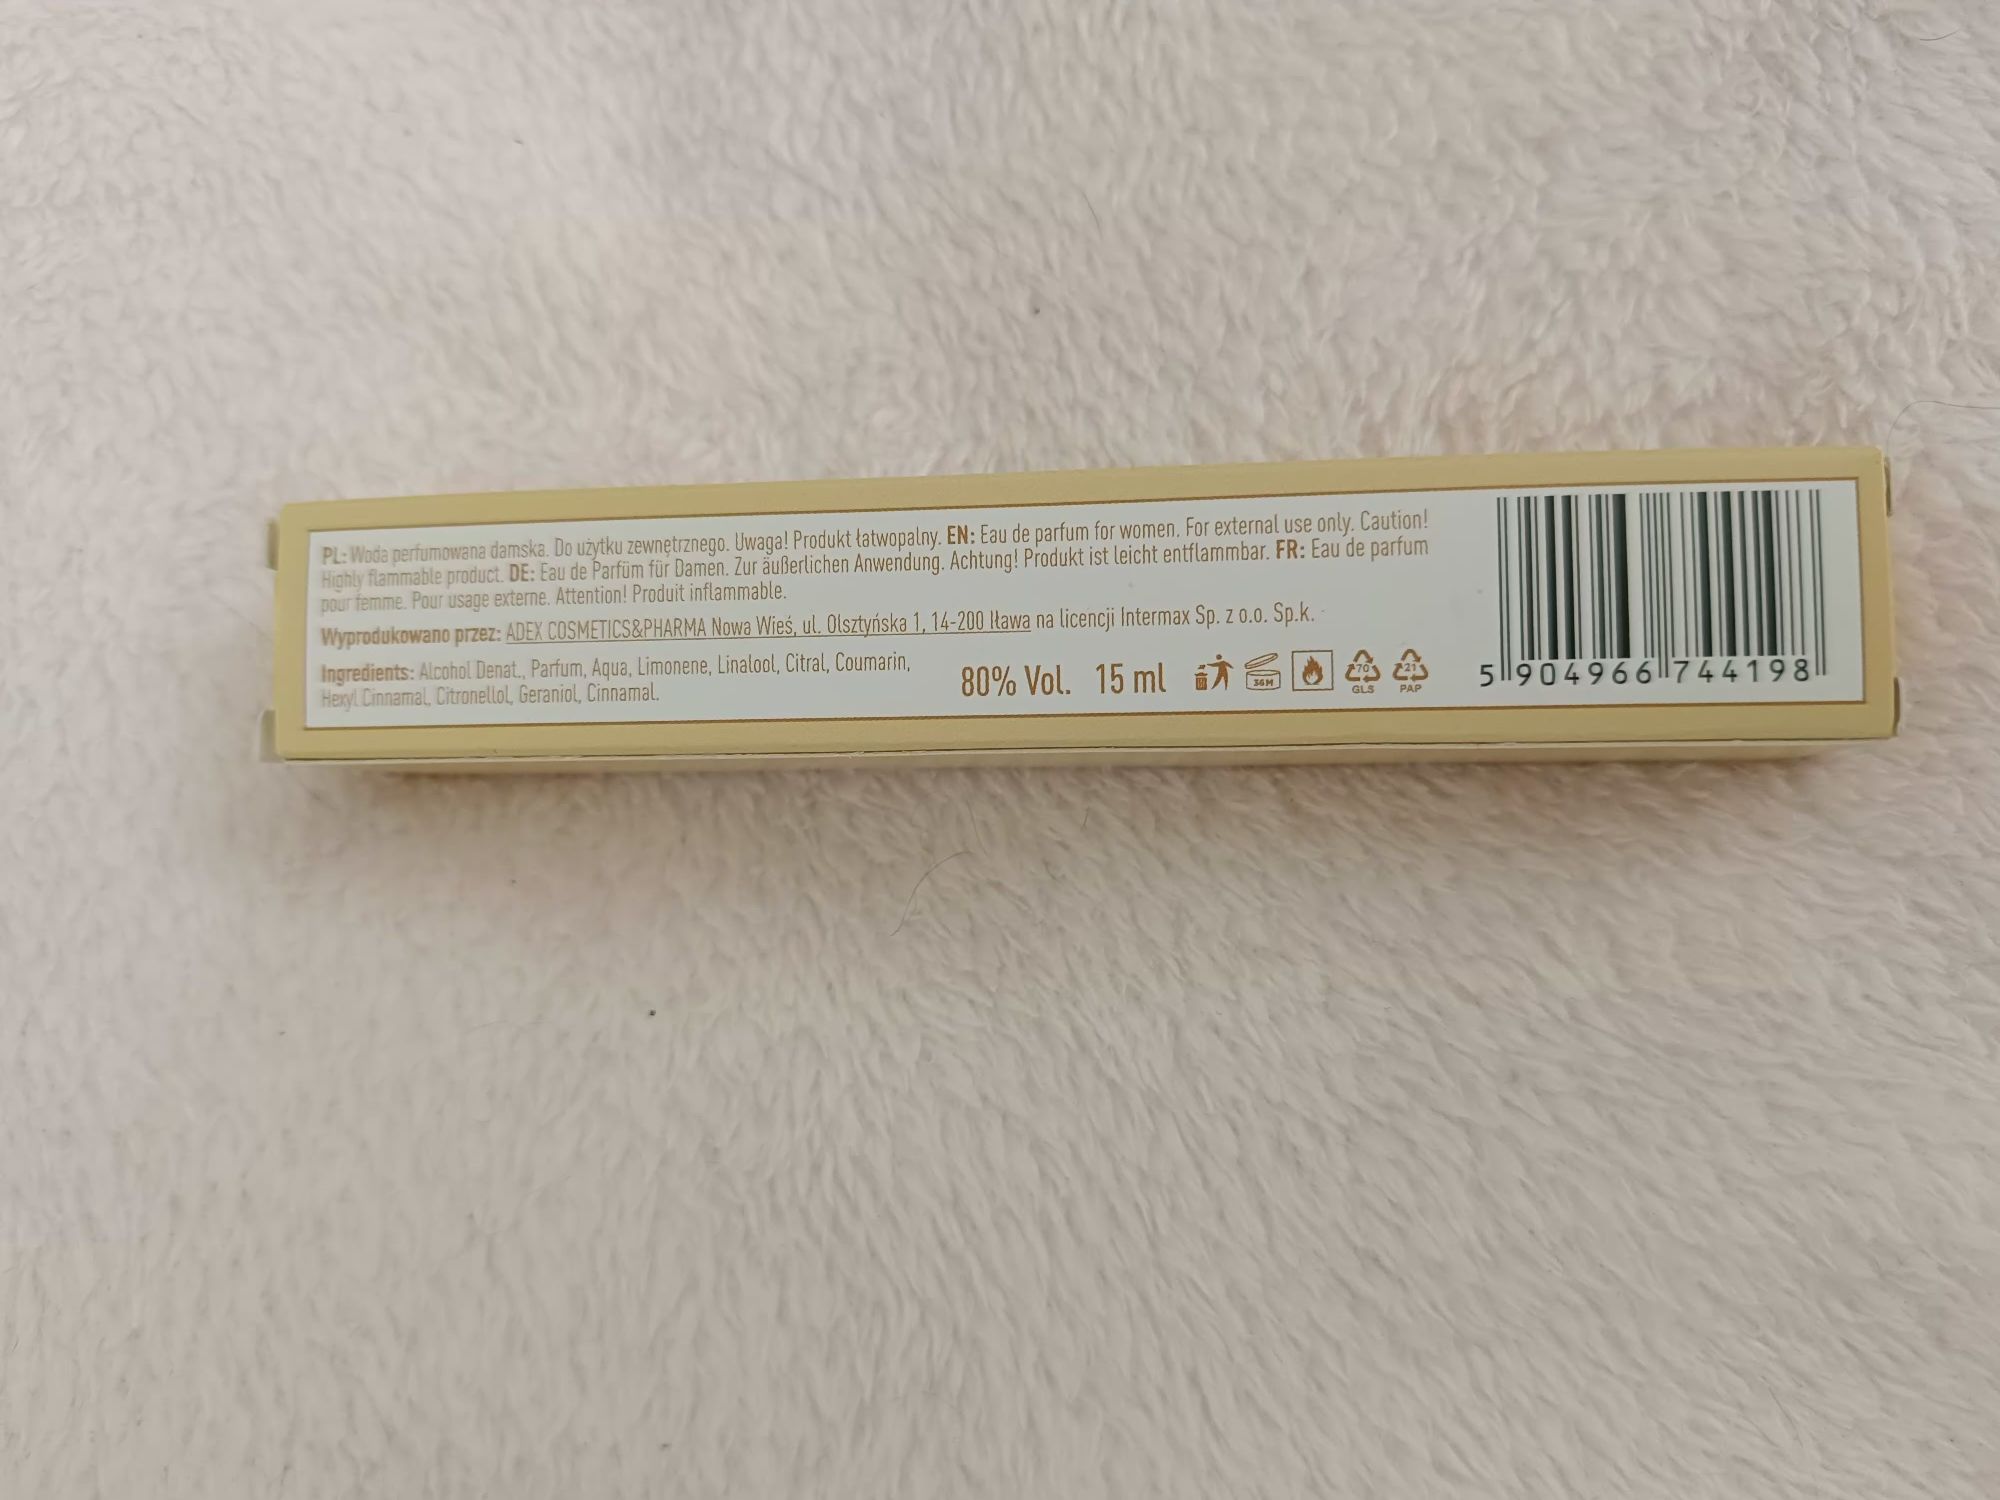 PL: Woda perfumowana damska. Do użytku zewnętrznego. Uwaga! Produkt łatwopalny. EN: Eau de parfum for women. For external use only. Caution!
Highly flammable product. DE: Eau de Parfüm für Damen. Zur äußerlichen Anwendung. Achtung! Produkt ist leicht entflammbar. FR: Eau de parfum
pour femme. Pour usage externe. Attention! Produit inflammable.
Wyprodukowano przez: ADEX COSMETICS&PHARMA Nowa Wieś, ul. Olsztyńska 1, 14-200 Iława na licencji Intermax Sp. z o.o. Sp.k.
Ingredients: Alcohol Denat., Parfum, Aqua, Limonene, Linalool, Citral, Coumarin,
Hexyl Cinnamal, Citronellol, Geraniol, Cinnamal.
80% Vol. 15 ml
36M
70
GLS
21
PAP
5 904966 744198